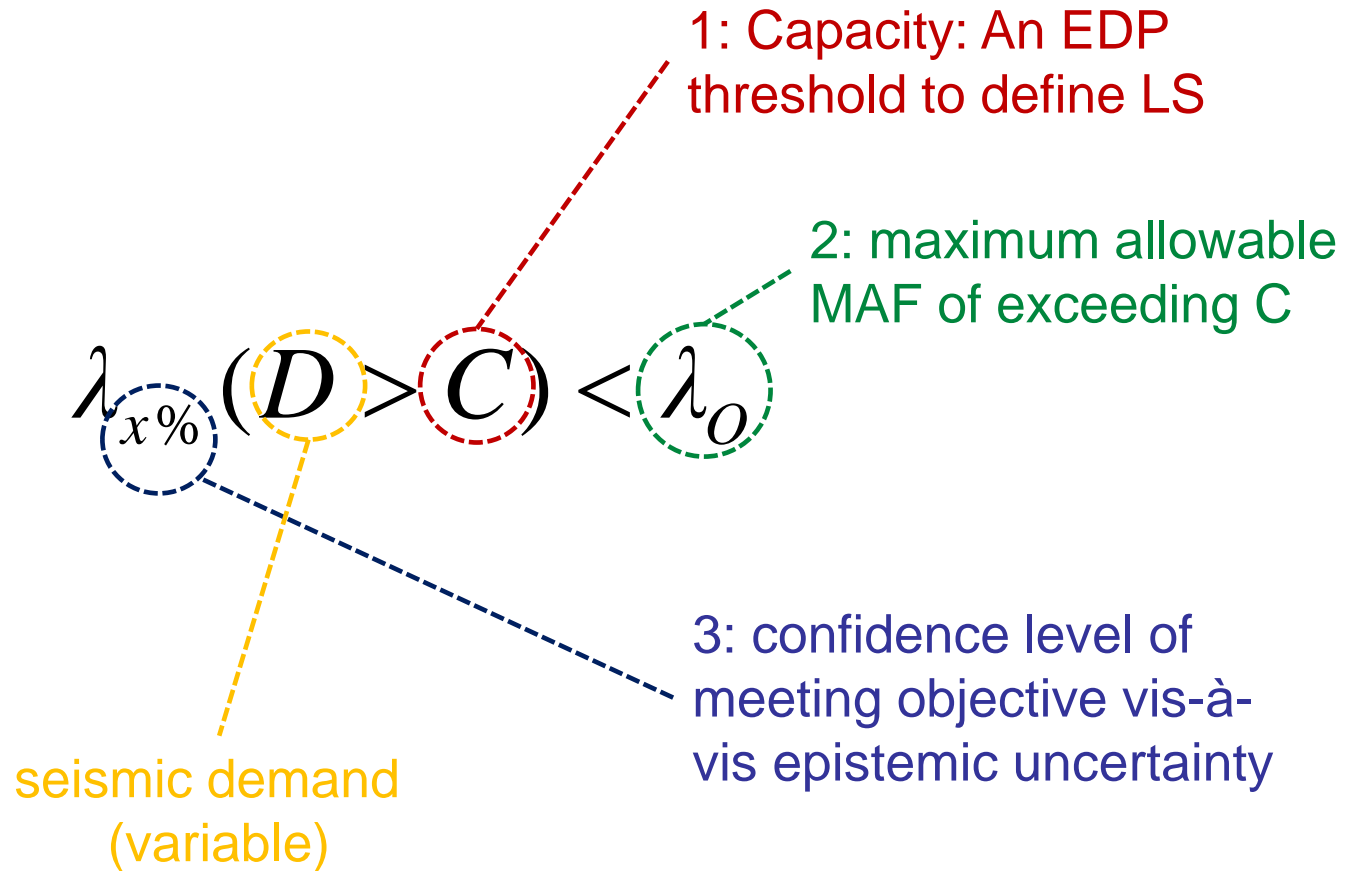 1: Capacity: An EDP
threshold to define LS
2: maximum allowable
MAF of exceeding C
λx% (D > C) < λO
3: confidence level of
meeting objective vis-à-
vis epistemic uncertainty
seismic demand
(variable)